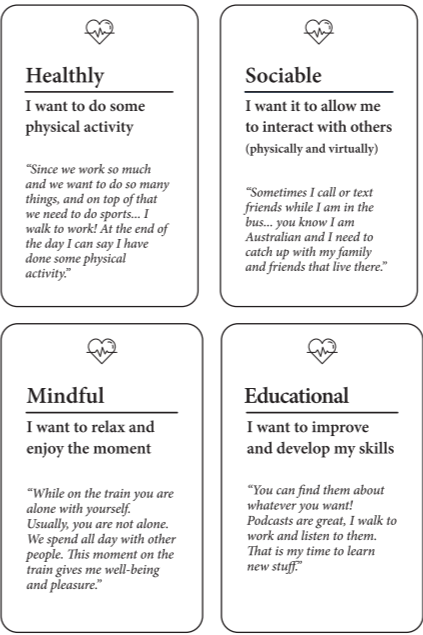 Healthly
I want to do some
physical activity
“Since we work so much
and we want to do so many
things, and on top of that
we need to do sports... I
walk to work! At the end of
the day I can say I have
done some physical
activity.”
Sociable
I want it to allow me
to interact with others
(physically and virtually)
“Sometimes I call or text
friends while I am in the
bus... you know I am
Australian and I need to
catch up with my family
and friends that live there.”
Mindful
I want to relax and
enjoy the moment
“While on the train you are
alone with yourself.
Usually, you are not alone.
We spend all day with other
people. This moment on the
train gives me well-being
and pleasure.”
Educational
I want to improve
and develop my skills
“You can find them about
whatever you want!
Podcasts are great, I walk to
work and listen to them.
That is my time to learn
new stuff.”